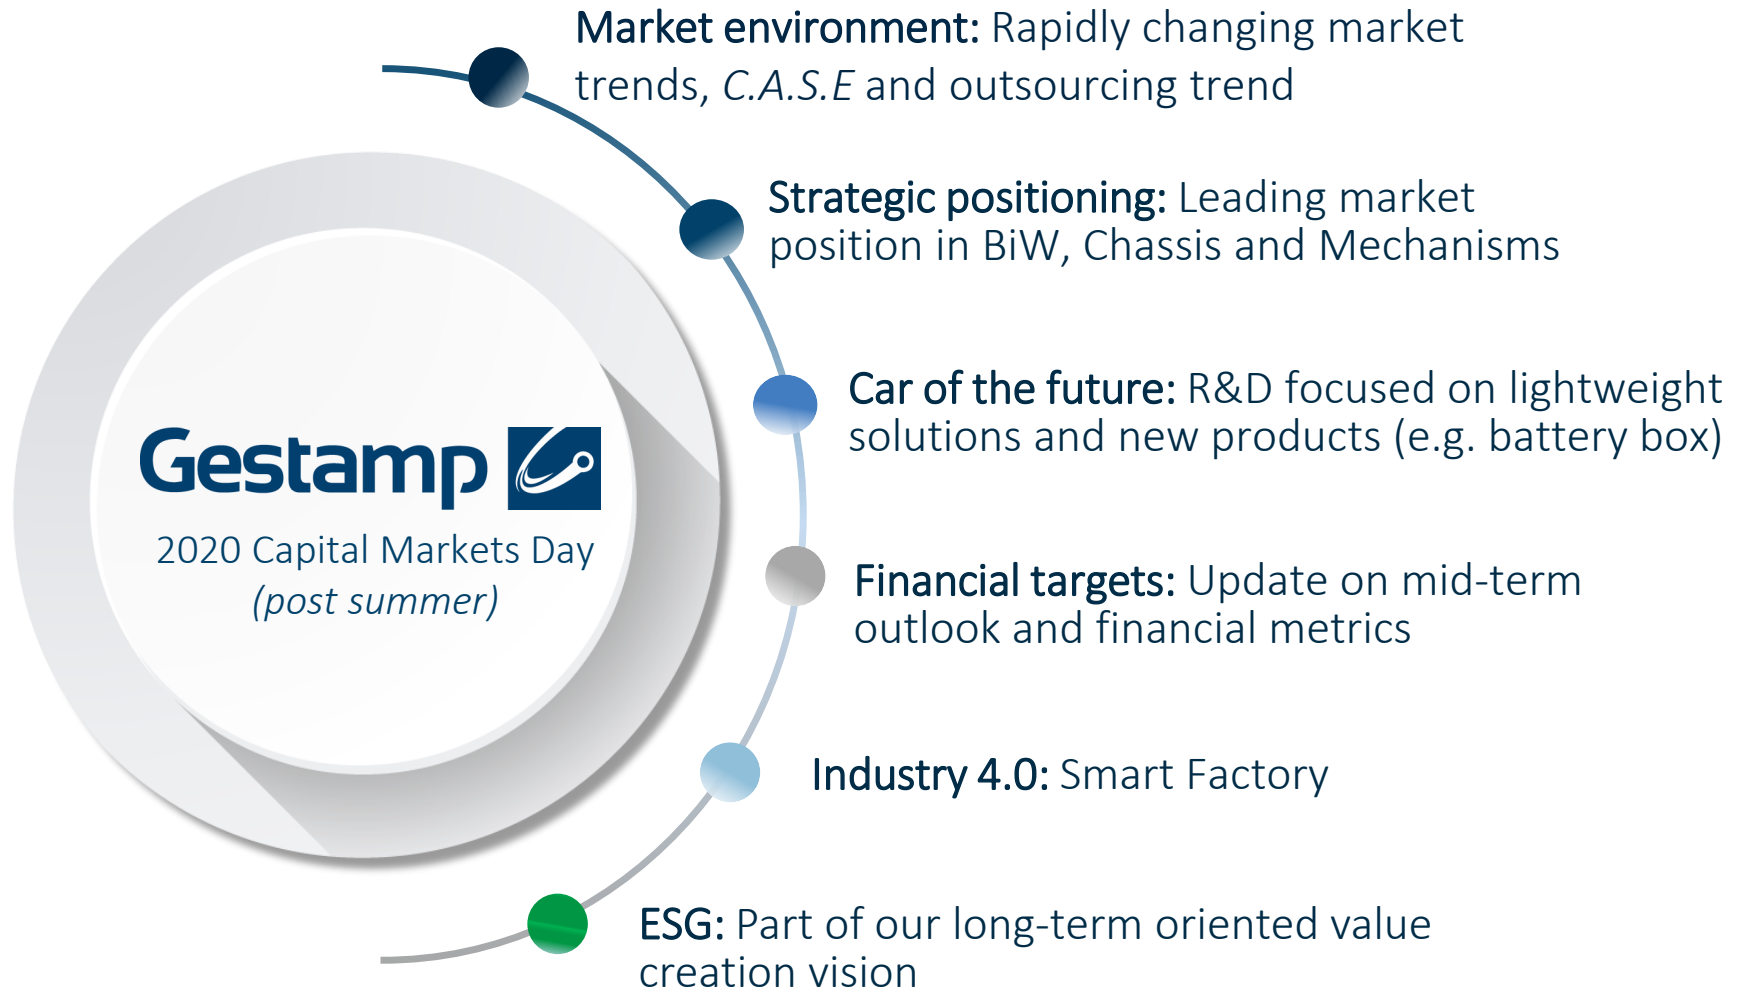 Market environment: Rapidly changing market
trends, C.A.S.E and outsourcing trend
Strategic positioning: Leading market
position in BiW, Chassis and Mechanisms
Car of the future: R&D focused on lightweight
solutions and new products (e.g. battery box)
Gestamp
2020 Capital Markets Day
(post summer)
Financial targets: Update on mid-term
outlook and financial metrics
Industry 4.0: Smart Factory
ESG: Part of our long-term oriented value
creation vision